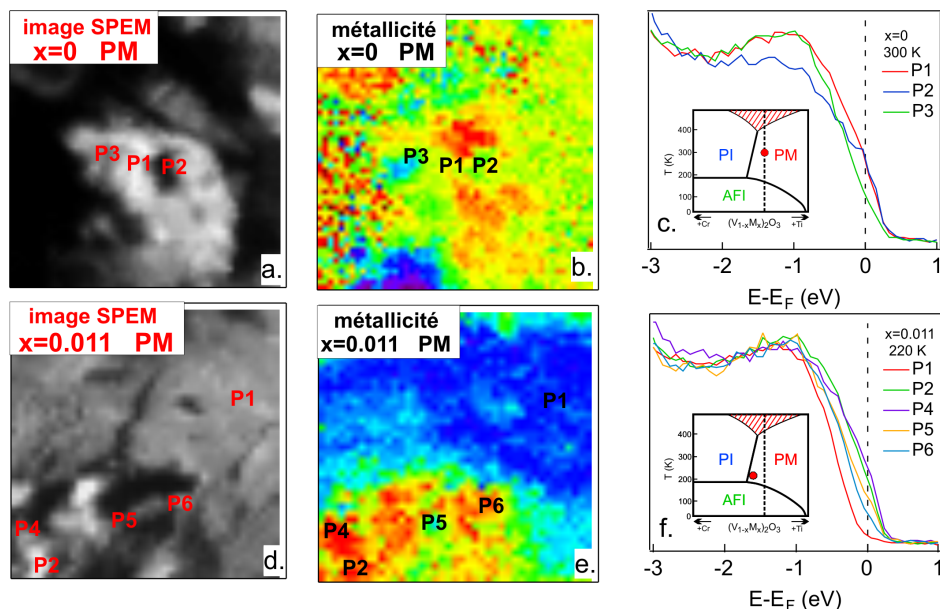 image SPEM
x=0 PM
P3
P1
P2
a.
métallicité
x=0 PM
P3
P1
P2
b.
x=0
300 K
P1
P2
P3
T (K)
400
300
200
100
0
PI
PM
AFI
+Cr
(V1-xMx)2O3
+Ti
c.
-3
-2
-1
0
1
E-EF (eV)
image SPEM
x=0.011 PM
P1
P6
P5
P4
P2
d.
métallicité
x=0.011 PM
P1
P6
P5
P4
P2
e.
x=0.011
220 K
P1
P2
P4
P5
P6
T (K)
400
300
200
100
0
PI
PM
AFI
+Cr
(V1-xMx)2O3
+Ti
f.
-3
-2
-1
0
1
E-EF (eV)